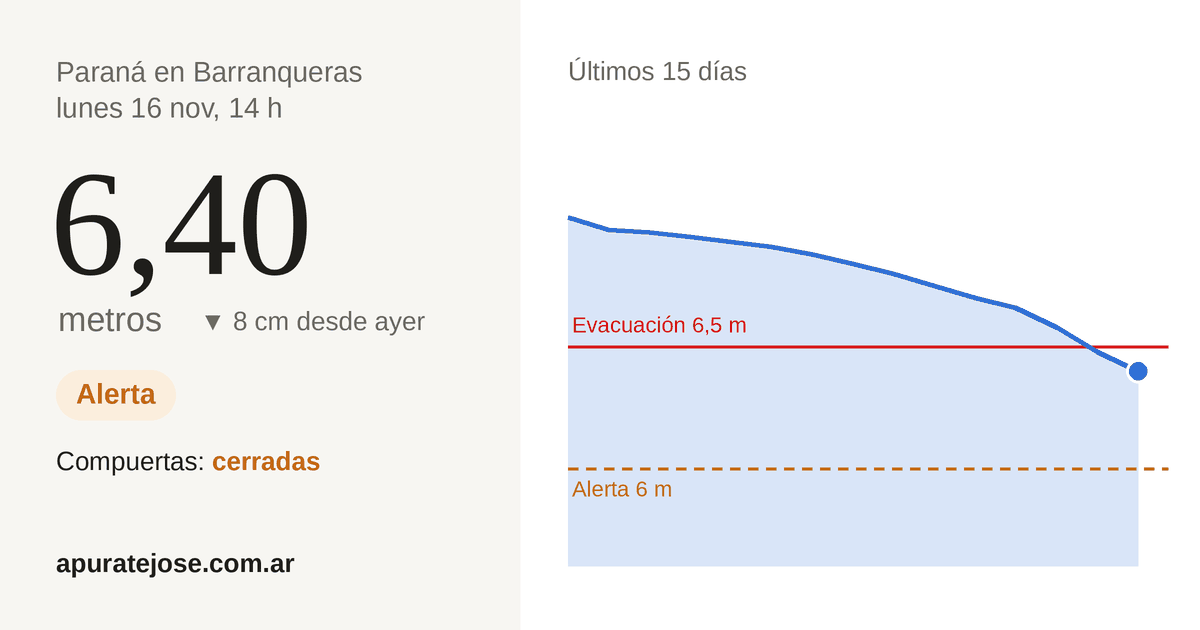 Paraná en Barranqueras
lunes 16 nov, 14 h
6,40
metros ▼ 8 cm desde ayer
Alerta
Compuertas: cerradas
apuratejose.com.ar
Últimos 15 días
Evacuación 6,5 m
Alerta 6 m